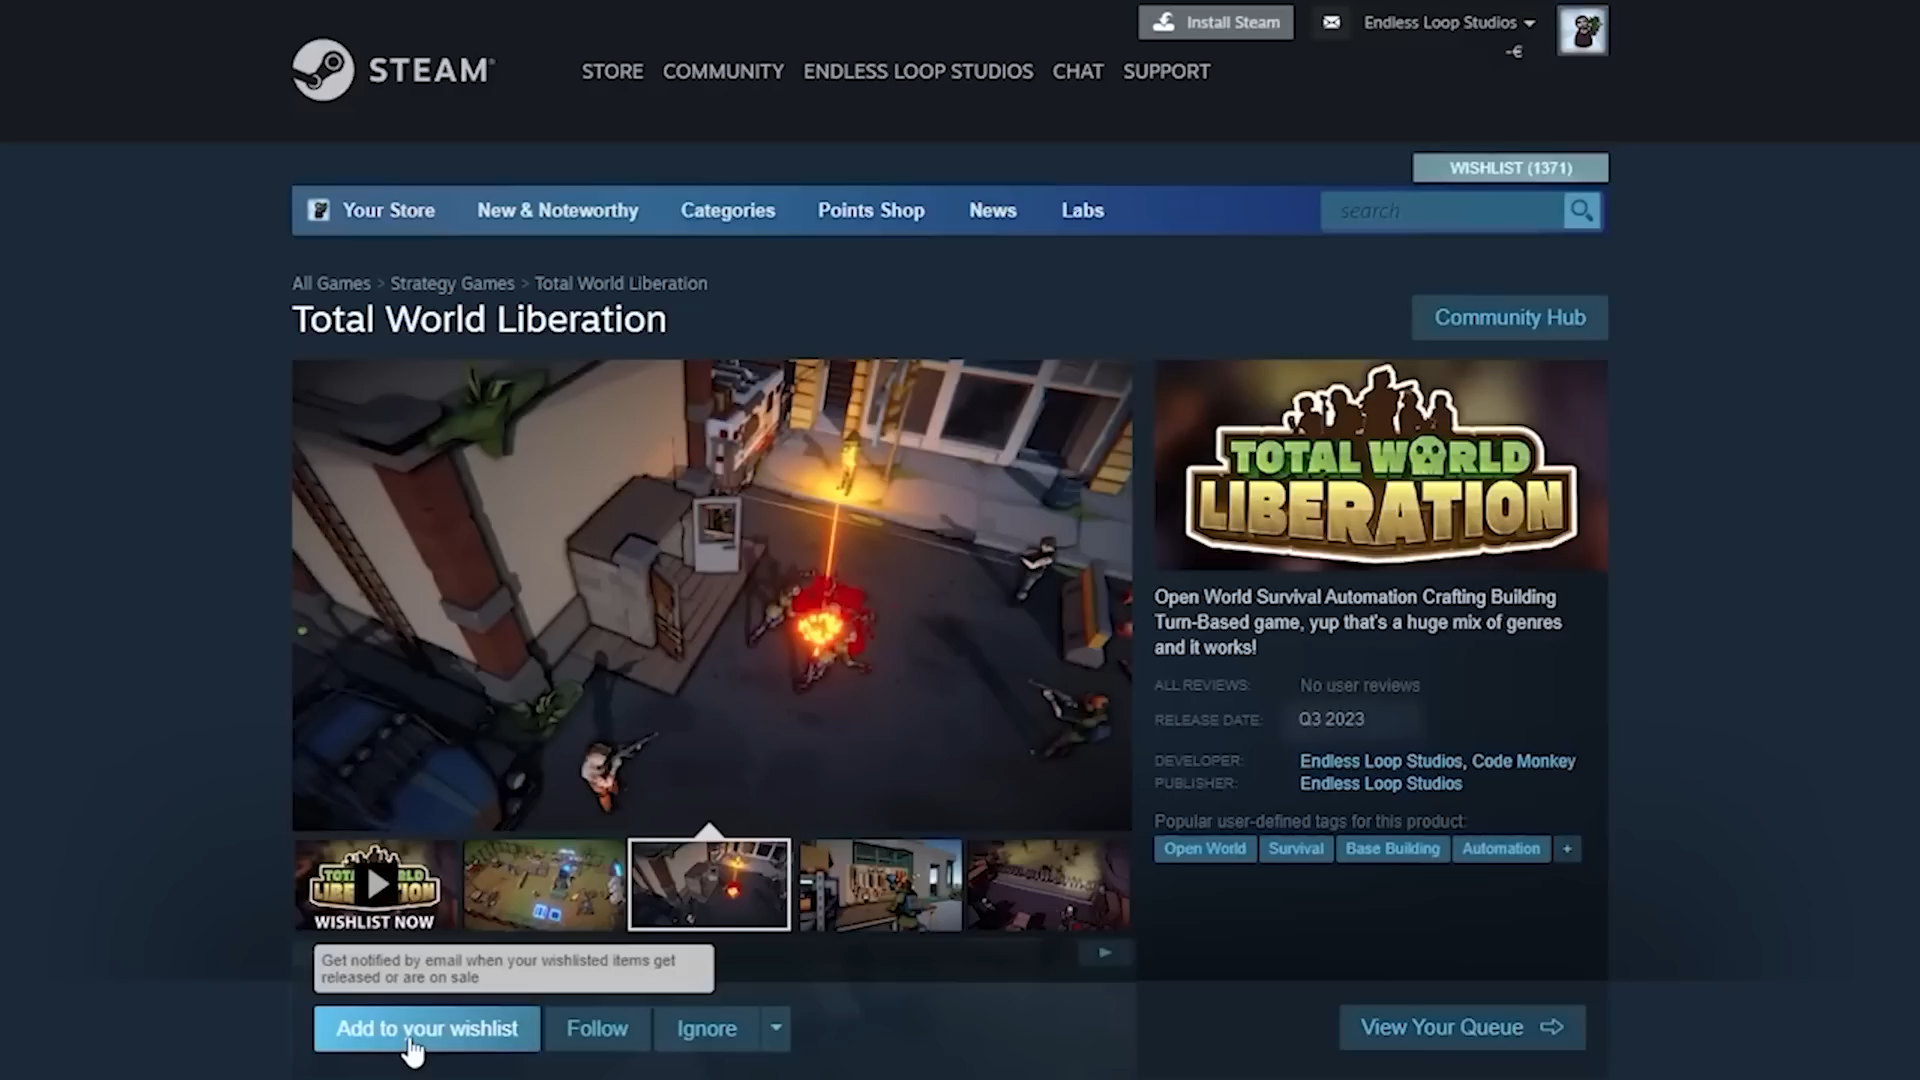 Install Steam
Endless Loop Studios
-€
STEAM
STORE COMMUNITY ENDLESS LOOP STUDIOS CHAT SUPPORT
WISHLIST (1371)
Your Store New & Noteworthy Categories Points Shop News Labs search
All Games > Strategy Games > Total World Liberation
Total World Liberation
Community Hub
TOTAL WORLD
LIBERATION
Open World Survival Automation Crafting Building
Turn-Based game, yup that's a huge mix of genres
and it works!
ALL REVIEWS: No user reviews
RELEASE DATE: Q3 2023
DEVELOPER: Endless Loop Studios, Code Monkey
PUBLISHER: Endless Loop Studios
Popular user-defined tags for this product:
Open World Survival Base Building Automation +
WISHLIST NOW
Get notified by email when your wishlisted items get
released or are on sale
Add to your wishlist Follow Ignore
View Your Queue